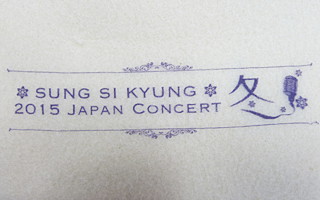 SUNG SI KYUNG
2015 JAPAN CONCERT
冬